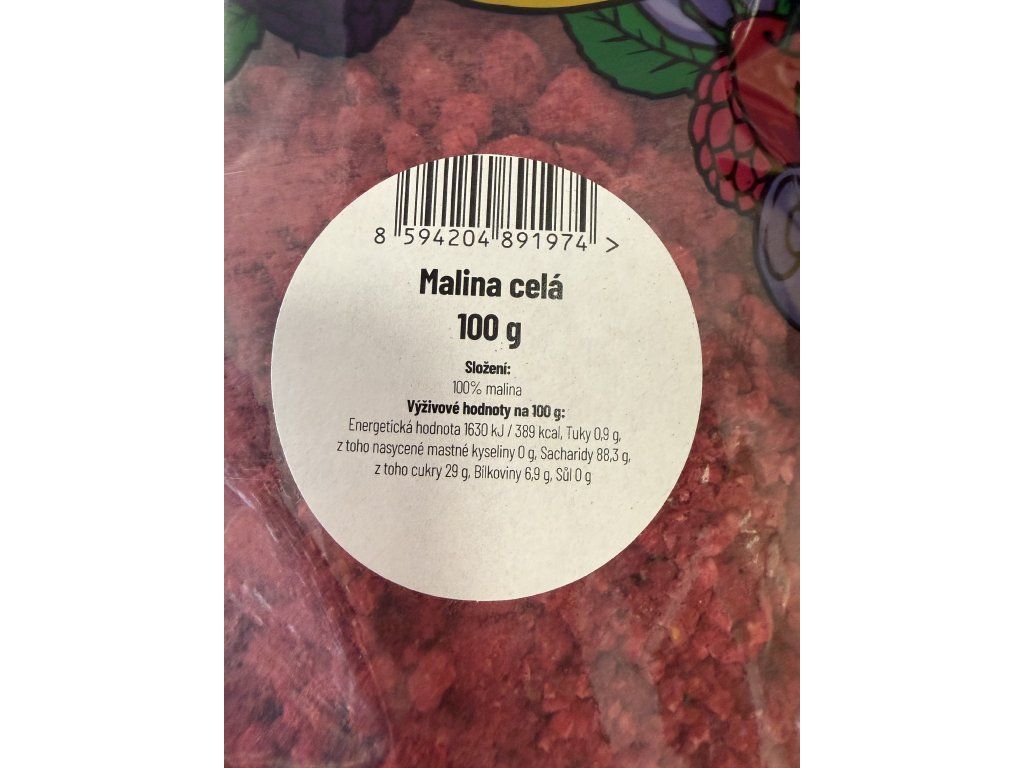 8 594204 891974 >
Malina celá
100 g
Složení:
100% malina
Výživové hodnoty na 100 g:
Energetická hodnota 1630 kJ / 389 kcal, Tuky 0,9 g,
z toho nasycené mastné kyseliny 0 g, Sacharidy 88,3 g,
z toho cukry 29 g, Bílkoviny 6,9 g, Sůl 0 g